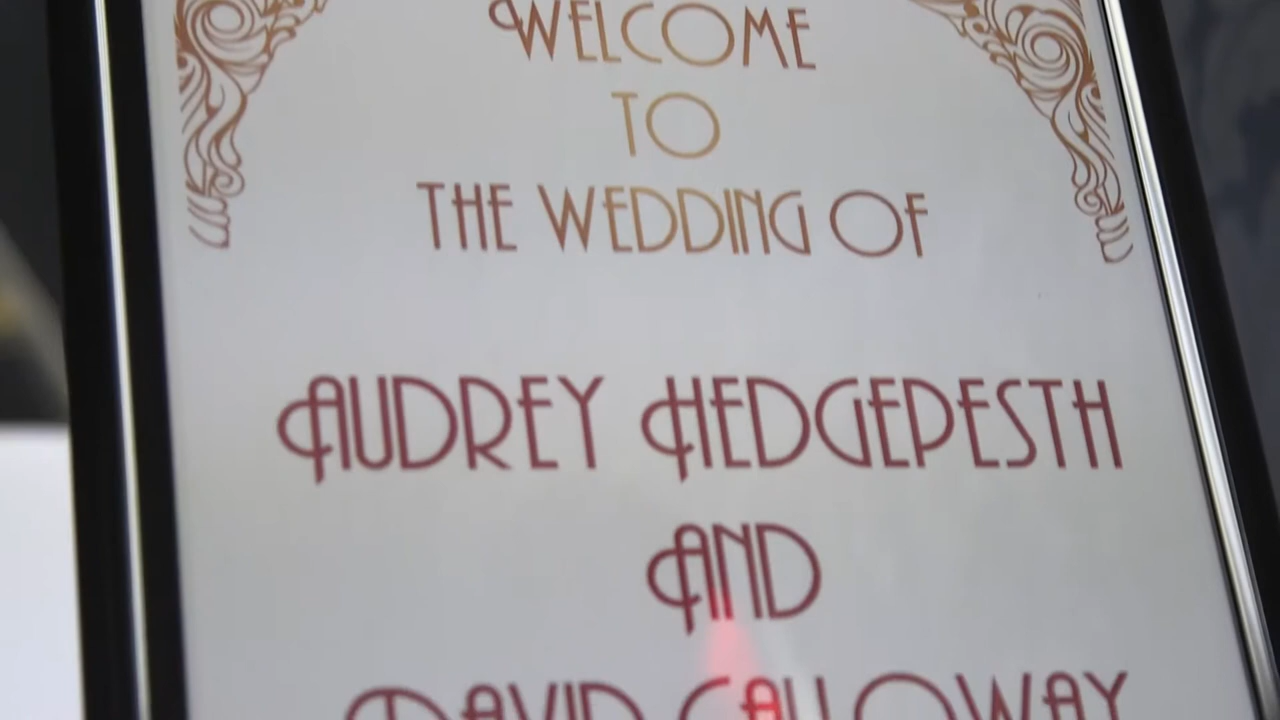 WELCOME
TO
THE WEDDING OF
AUDREY HEDGEPESTH
AND
DAVID CALLOWAY